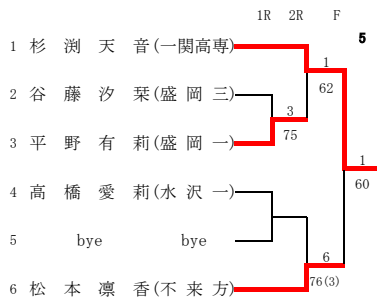 1R 2R F
5
1 杉 渕 天 音(一関高専)
1
62
2 谷 藤 汐 栞(盛 岡 三)
3
75
3 平 野 有 莉(盛 岡 一)
1
60
4 高 橋 愛 莉(水 沢 一)
5 bye bye
6
76(3)
6 松 本 凛 香(不 来 方)